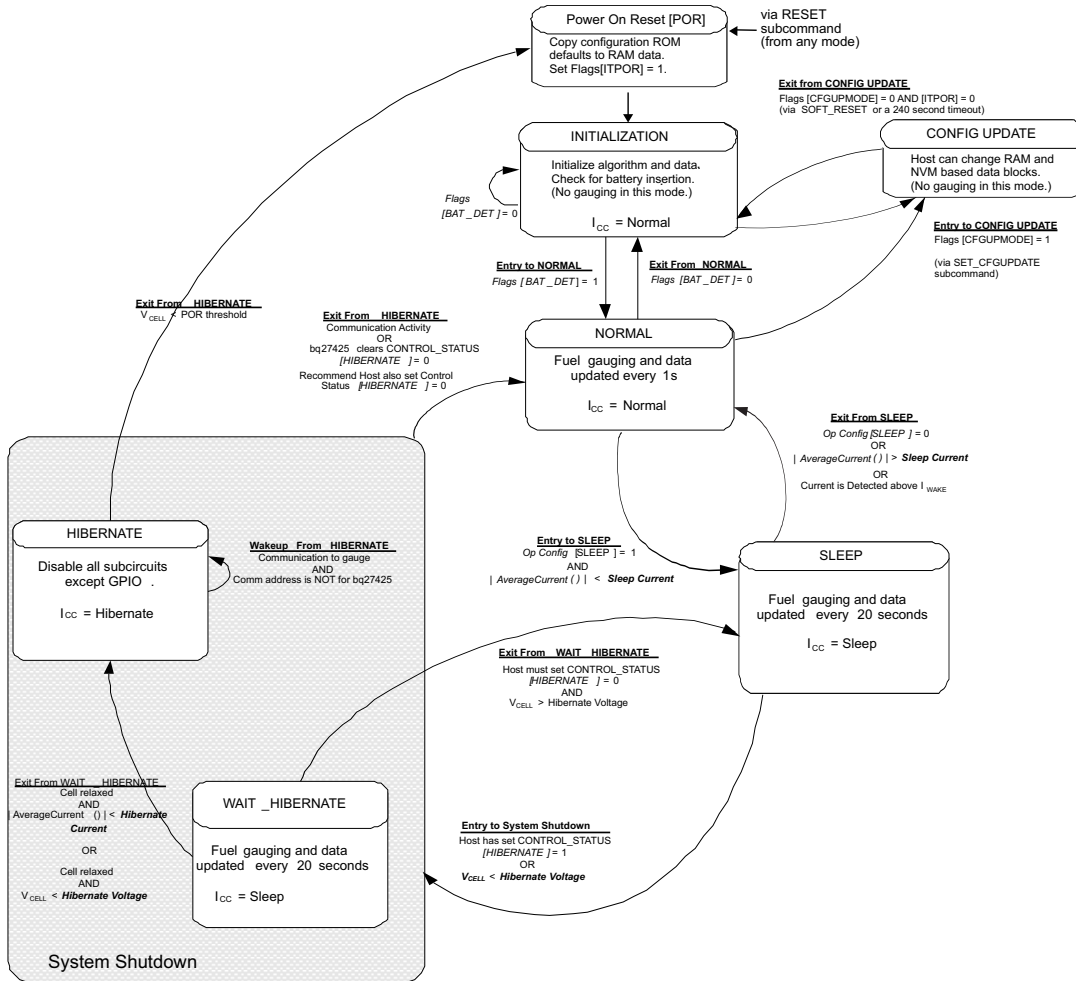 Power On Reset [POR]
Copy configuration ROM
defaults to RAM data.
Set Flags[ITPOR] = 1.
via RESET
subcommand
(from any mode)
Exit from CONFIG UPDATE
Flags [CFGUPMODE] = 0 AND [ITPOR] = 0
(via SOFT_RESET or a 240 second timeout)
INITIALIZATION
Initialize algorithm and data.
Check for battery insertion.
(No gauging in this mode.)
ICC = Normal
Flags
[BAT_DET] = 0
CONFIG UPDATE
Host can change RAM and
NVM based data blocks.
(No gauging in this mode.)
Entry to CONFIG UPDATE
Flags [CFGUPMODE] = 1
(via SET_CFGUPDATE
subcommand)
Entry to NORMAL
Flags [BAT_DET] = 1
Exit From NORMAL
Flags [BAT_DET] = 0
Exit From HIBERNATE
VCELL < POR threshold
Exit From HIBERNATE
Communication Activity
OR
bq27425 clears CONTROL_STATUS
[HIBERNATE ] = 0
Recommend Host also set Control
Status [HIBERNATE ] = 0
NORMAL
Fuel gauging and data
updated every 1s
ICC = Normal
Exit From SLEEP
Op Config [SLEEP ] = 0
OR
| AverageCurrent ( ) | > Sleep Current
OR
Current is Detected above I WAKE
HIBERNATE
Disable all subcircuits
except GPIO .
ICC = Hibernate
Wakeup From HIBERNATE
Communication to gauge
AND
Comm address is NOT for bq27425
Entry to SLEEP
Op Config [SLEEP ] = 1
AND
| AverageCurrent ( ) | < Sleep Current
SLEEP
Fuel gauging and data
updated every 20 seconds
ICC = Sleep
Exit From WAIT_HIBERNATE
Host must set CONTROL_STATUS
[HIBERNATE ] = 0
AND
VCELL > Hibernate Voltage
Exit From WAIT _HIBERNATE
Cell relaxed
AND
| AverageCurrent () | < Hibernate
Current
OR
Cell relaxed
AND
VCELL < Hibernate Voltage
WAIT _HIBERNATE
Fuel gauging and data
updated every 20 seconds
ICC = Sleep
Entry to System Shutdown
Host has set CONTROL_STATUS
[HIBERNATE ] = 1
OR
VCELL < Hibernate Voltage
System Shutdown